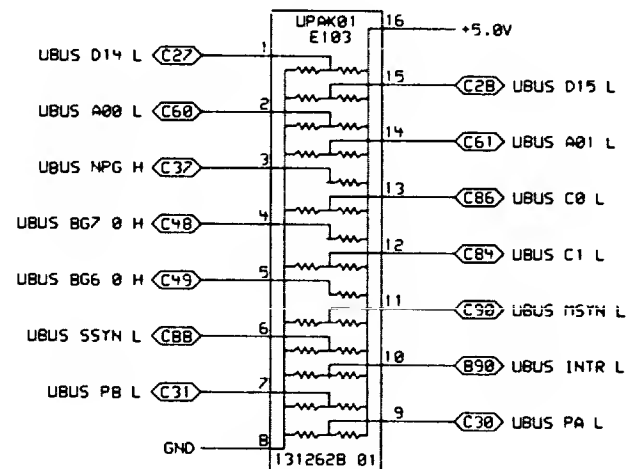 UPAK01
E103
16
+5.0V
1
UBUS D14 L C27
15
C28 UBUS D15 L
2
UBUS A00 L C60
14
C61 UBUS A01 L
3
UBUS NPG H C37
13
C86 UBUS C0 L
4
UBUS BG7 0 H C48
12
C84 UBUS C1 L
5
UBUS BG6 0 H C49
11
C90 UBUS MSYN L
6
UBUS SSYN L C88
10
B90 UBUS INTR L
7
UBUS PB L C31
9
C30 UBUS PA L
GND
8
1312628 01